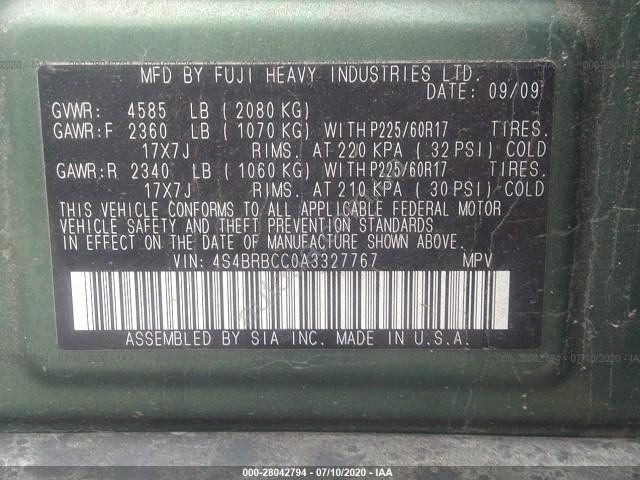 MFD BY FUJI HEAVY INDUSTRIES LTD.
DATE: 09/09
GVWR: 4585 LB (2080 KG)
GAWR:F 2360 LB (1070 KG) WITH P225/60R17 TIRES.
17X7J RIMS. AT 220 KPA (32 PSI) COLD
GAWR:R 2340 LB (1060 KG) WITH P225/60R17 TIRES.
17X7J RIMS. AT 210 KPA (30 PSI) COLD
THIS VEHICLE CONFORMS TO ALL APPLICABLE FEDERAL MOTOR
VEHICLE SAFETY AND THEFT PREVENTION STANDARDS
IN EFFECT ON THE DATE OF MANUFACTURE SHOWN ABOVE.
VIN: 4S4BRBCC0A3327767 MPV
ASSEMBLED BY SIA INC. MADE IN U.S.A.
000-28042794 - 07/10/2020 - IAA